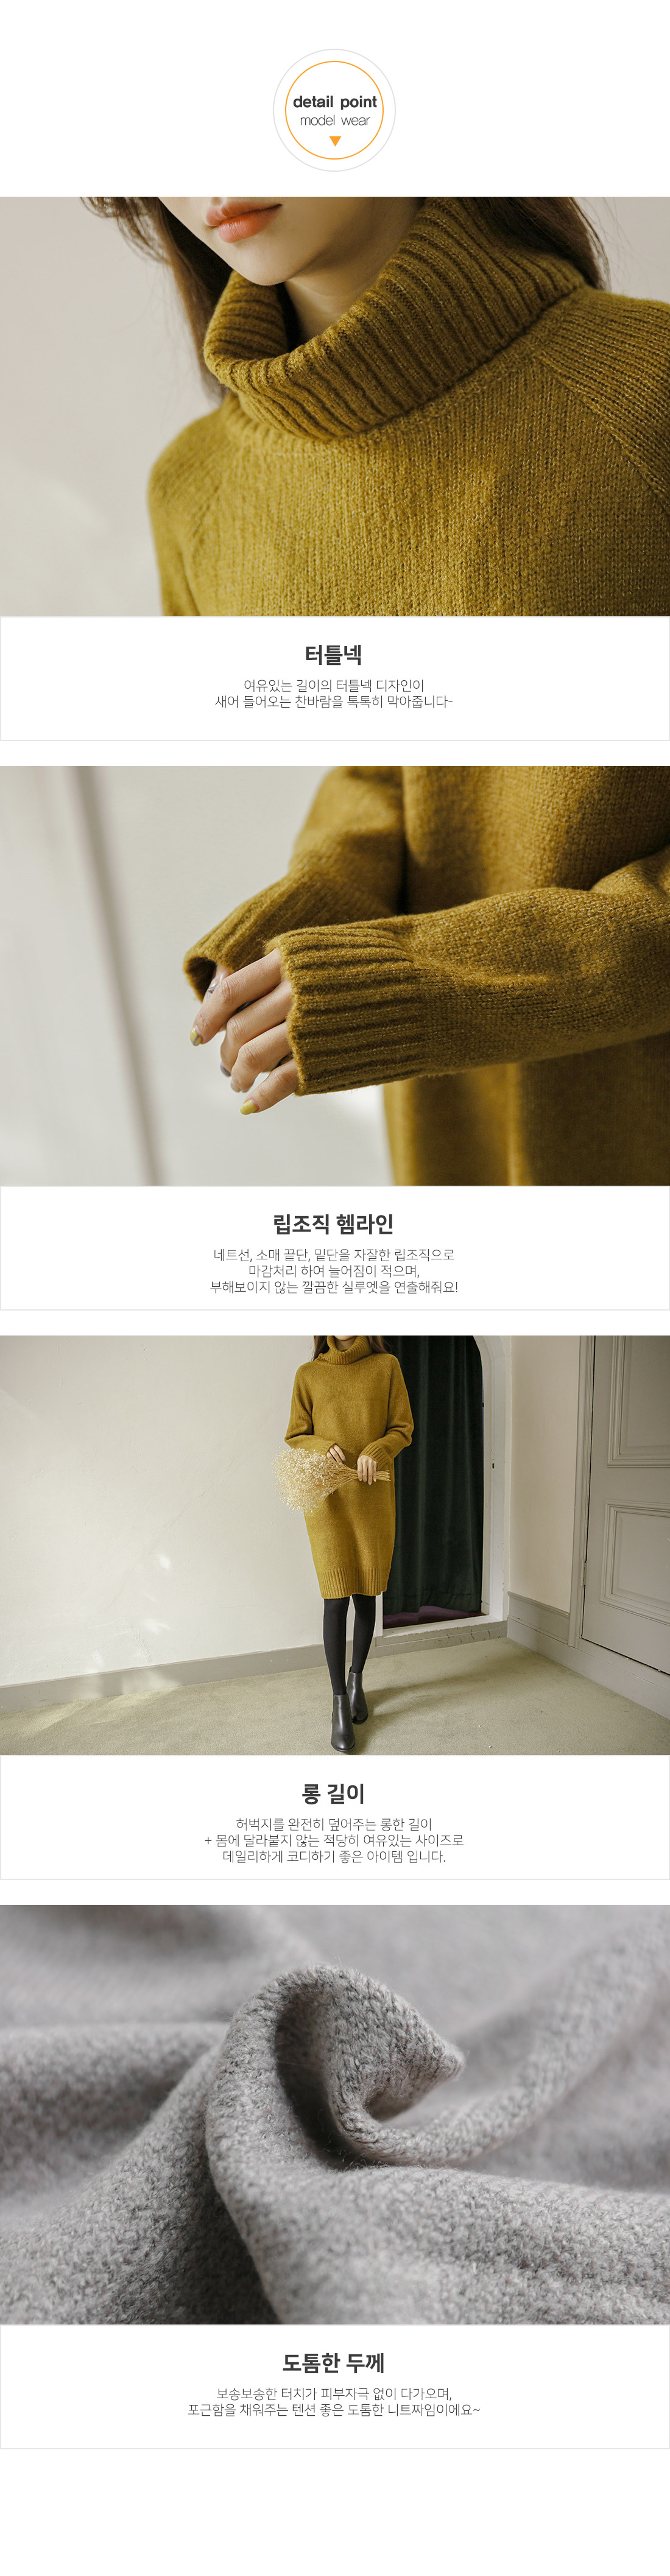 detail point
model wear
터틀넥
여유있는 길이의 터틀넥 디자인이
새어 들어오는 찬바람을 톡톡히 막아줍니다-
립조직 헴라인
네트선, 소매 끝단, 밑단을 자잘한 립조직으로
마감처리 하여 늘어짐이 적으며,
부해보이지 않는 깔끔한 실루엣을 연출해줘요!
롱 길이
허벅지를 완전히 덮어주는 롱한 길이
+ 몸에 달라붙지 않는 적당히 여유있는 사이즈로
데일리하게 코디하기 좋은 아이템 입니다.
도톰한 두께
보송보송한 터치가 피부자극 없이 다가오며,
포근함을 채워주는 텐션 좋은 도톰한 니트짜임이에요~